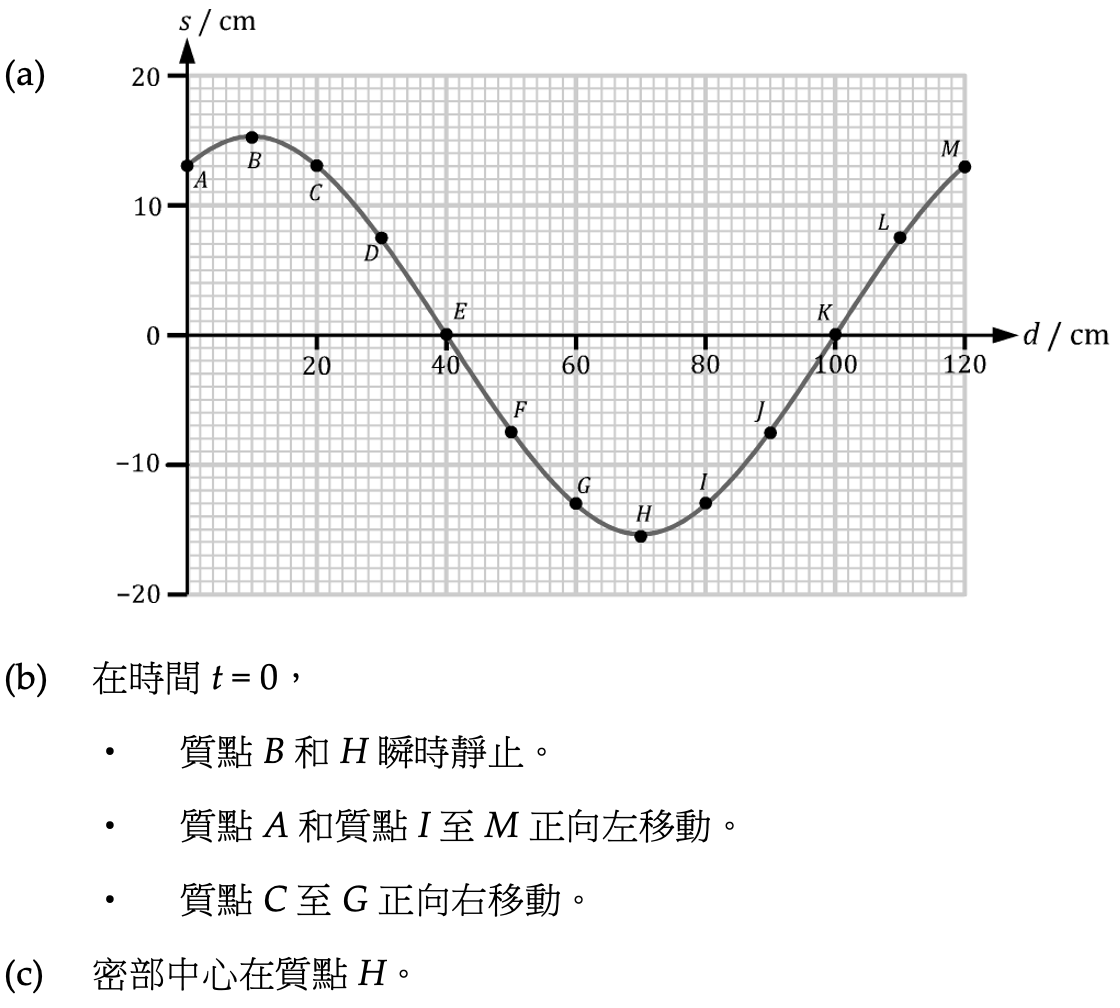 s / cm
(a)
20
10
0
−10
−20
A
B
C
D
E
F
G
H
I
J
K
L
M
20
40
60
80
100
120
d / cm
(b) 在時間 t = 0，
• 質點 B 和 H 瞬時靜止。
• 質點 A 和質點 I 至 M 正向左移動。
• 質點 C 至 G 正向右移動。
(c) 密部中心在質點 H。